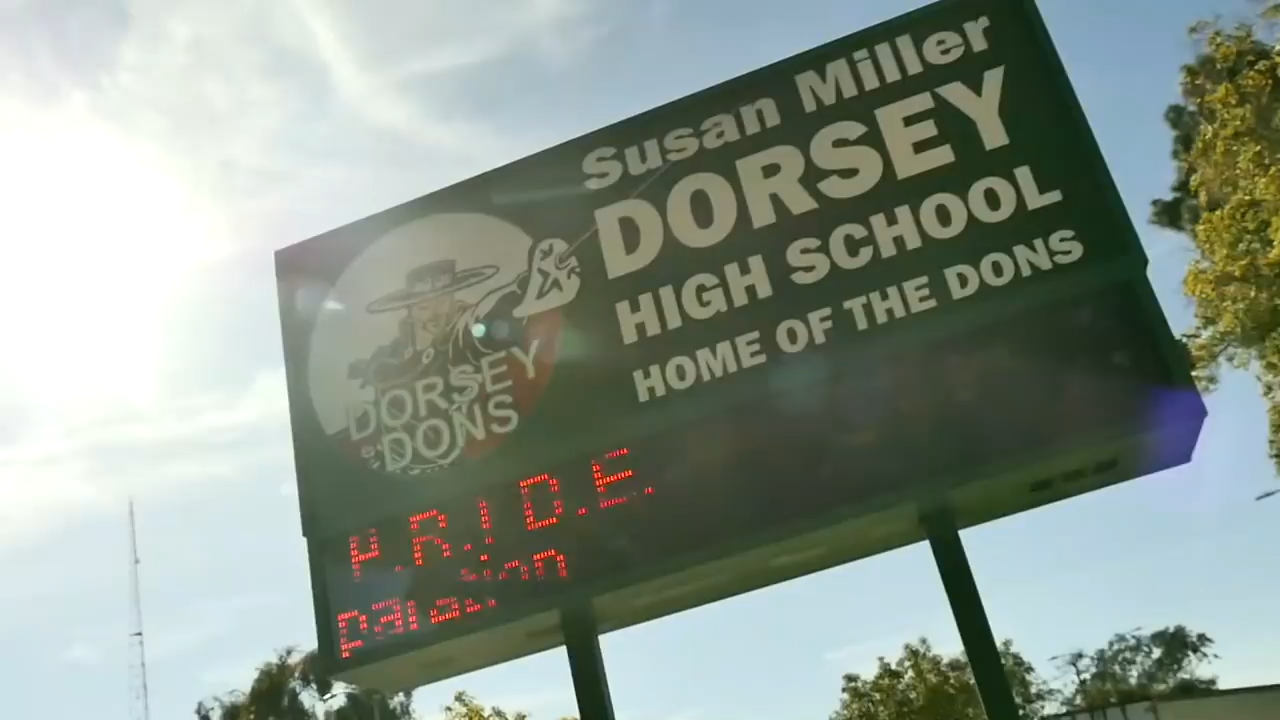 Susan Miller
DORSEY
HIGH SCHOOL
HOME OF THE DONS
DORSEY
DONS
P.R.I.D.E.